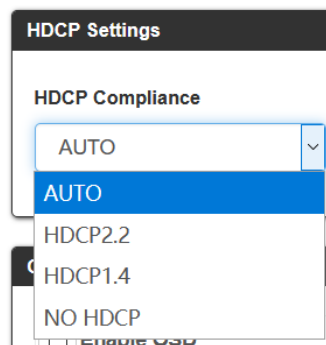 HDCP Settings
HDCP Compliance
AUTO
AUTO
HDCP2.2
HDCP1.4
NO HDCP
Enable OSD